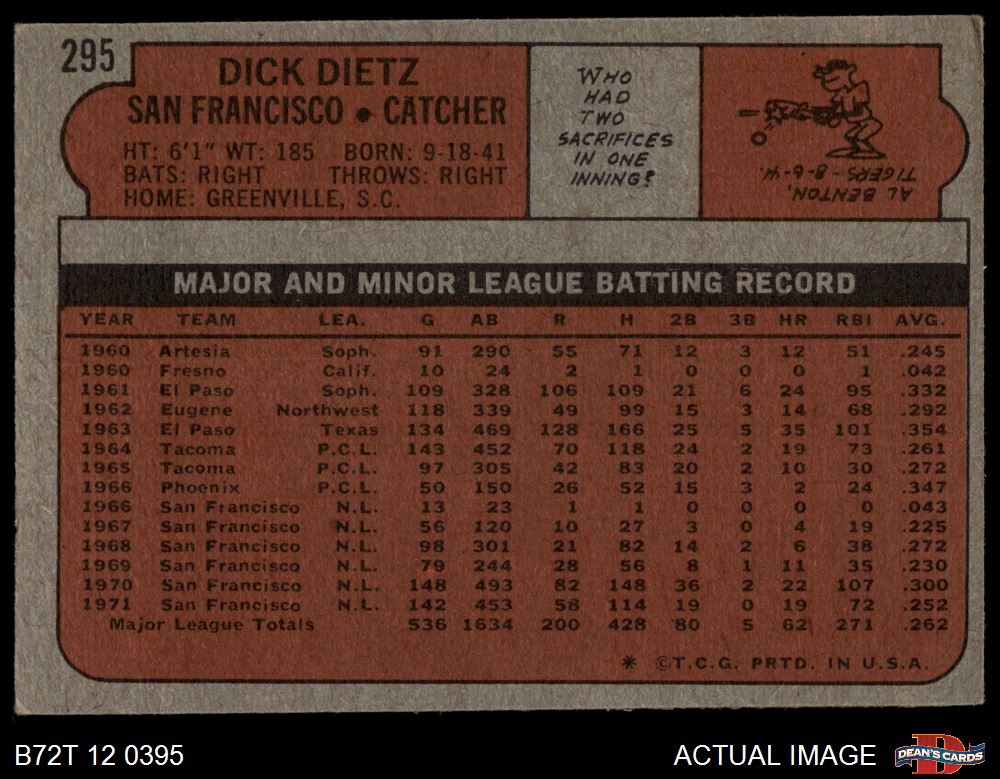 295
DICK DIETZ
SAN FRANCISCO • CATCHER
HT: 6'1" WT: 185 BORN: 9-18-41
BATS: RIGHT THROWS: RIGHT
HOME: GREENVILLE, S.C.
WHO
HAD
TWO
SACRIFICES
IN ONE
INNING?
AL BENTON,
TIGERS - 8-6-41.
MAJOR AND MINOR LEAGUE BATTING RECORD
YEAR TEAM LEA. G AB R H 2B 3B HR RBI AVG.
1960 Artesia Soph. 91 290 55 71 12 3 12 51 .245
1960 Fresno Calif. 10 24 2 1 0 0 0 1 .042
1961 El Paso Soph. 109 328 106 109 21 6 24 95 .332
1962 Eugene Northwest 118 339 49 99 15 3 14 68 .292
1963 El Paso Texas 134 469 128 166 25 5 35 101 .354
1964 Tacoma P.C.L. 143 452 70 118 24 2 19 73 .261
1965 Tacoma P.C.L. 97 305 42 83 20 2 10 30 .272
1966 Phoenix P.C.L. 50 150 26 52 15 3 2 24 .347
1966 San Francisco N.L. 13 23 1 1 0 0 0 0 .043
1967 San Francisco N.L. 56 120 10 27 3 0 4 19 .225
1968 San Francisco N.L. 98 301 21 82 14 2 6 38 .272
1969 San Francisco N.L. 79 244 28 56 8 1 11 35 .230
1970 San Francisco N.L. 148 493 82 148 36 2 22 107 .300
1971 San Francisco N.L. 142 453 58 114 19 0 19 72 .252
Major League Totals 536 1634 200 428 80 5 62 271 .262
* ©T.C.G. PRTD. IN U.S.A.
B72T 12 0395
ACTUAL IMAGE
DEAN'S CARDS